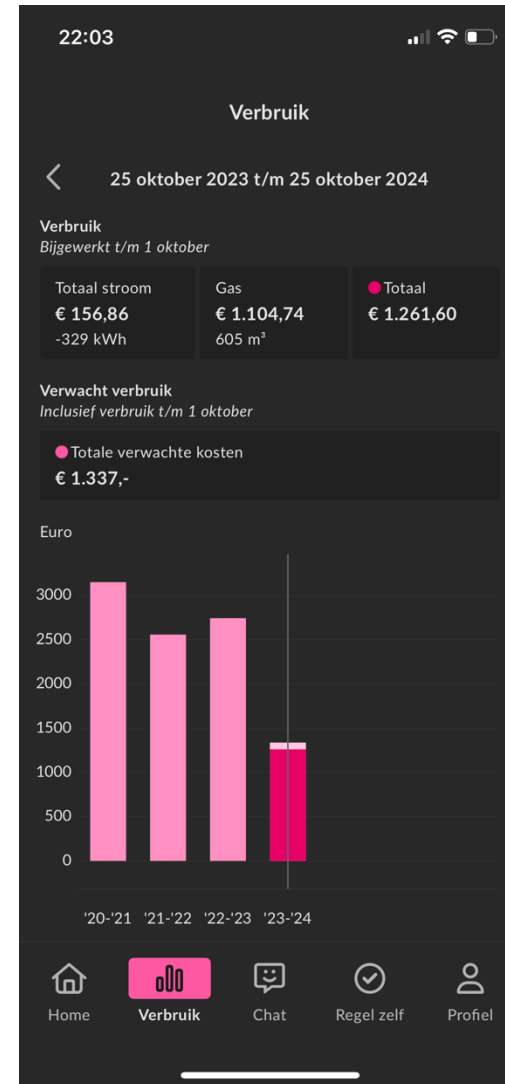 22:03
Verbruik
25 oktober 2023 t/m 25 oktober 2024
Verbruik
Bijgewerkt t/m 1 oktober
Totaal stroom
€ 156,86
-329 kWh
Gas
€ 1.104,74
605 m³
Totaal
€ 1.261,60
Verwacht verbruik
Inclusief verbruik t/m 1 oktober
Totale verwachte kosten
€ 1.337,-
Euro
3000
2500
2000
1500
1000
500
0
'20-'21 '21-'22 '22-'23 '23-'24
Home Verbruik Chat Regel zelf Profiel